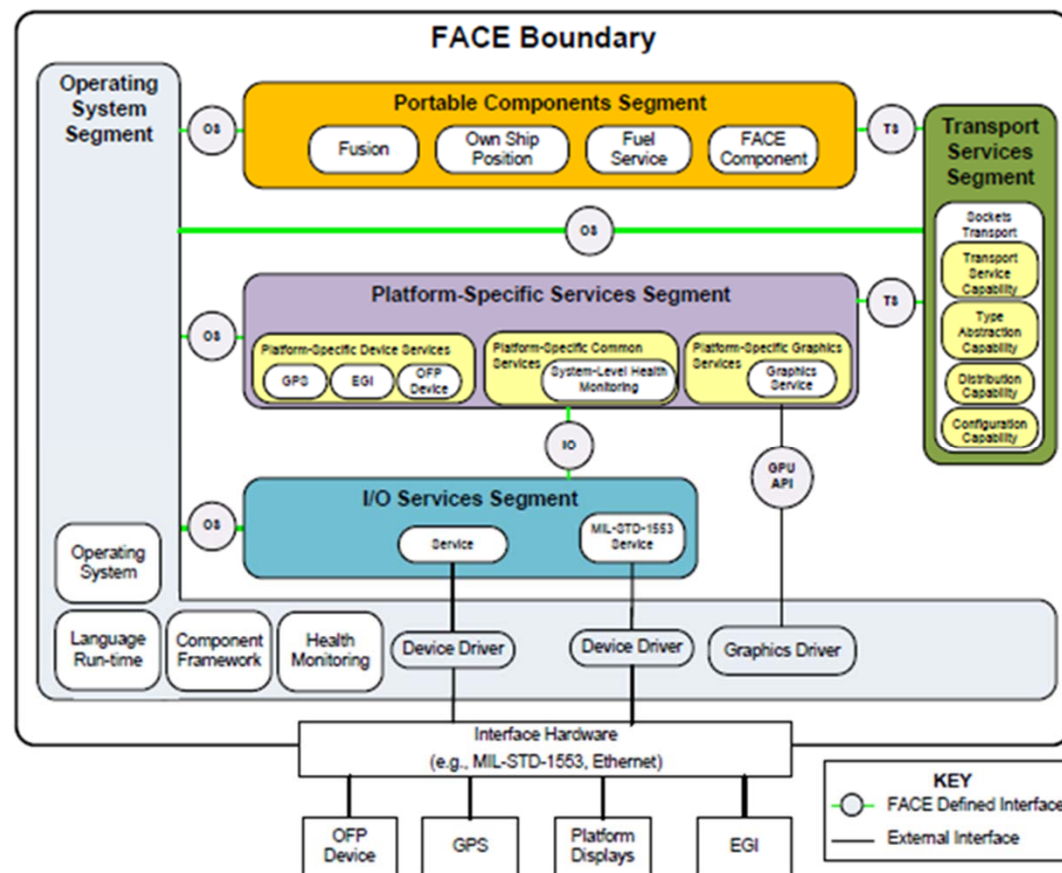 FACE Boundary
Operating
System
Segment
OS
Portable Components Segment
Fusion
Own Ship
Position
Fuel
Service
FACE
Component
TS
Transport
Services
Segment
Sockets
Transport
Transport
Service
Capability
Type
Abstraction
Capability
Distribution
Capability
Configuration
Capability
OS
OS
Platform-Specific Services Segment
TS
Platform-Specific Device Services
GPS
EGI
OFP
Device
Platform-Specific Common
Services
System-Level Health
Monitoring
Platform-Specific Graphics
Services
Graphics
Service
IO
GPU
API
OS
I/O Services Segment
Service
MIL-STD-1553
Service
Operating
System
Language
Run-time
Component
Framework
Health
Monitoring
Device Driver
Device Driver
Graphics Driver
Interface Hardware
(e.g., MIL-STD-1553, Ethernet)
OFP
Device
GPS
Platform
Displays
EGI
KEY
FACE Defined Interface
External Interface